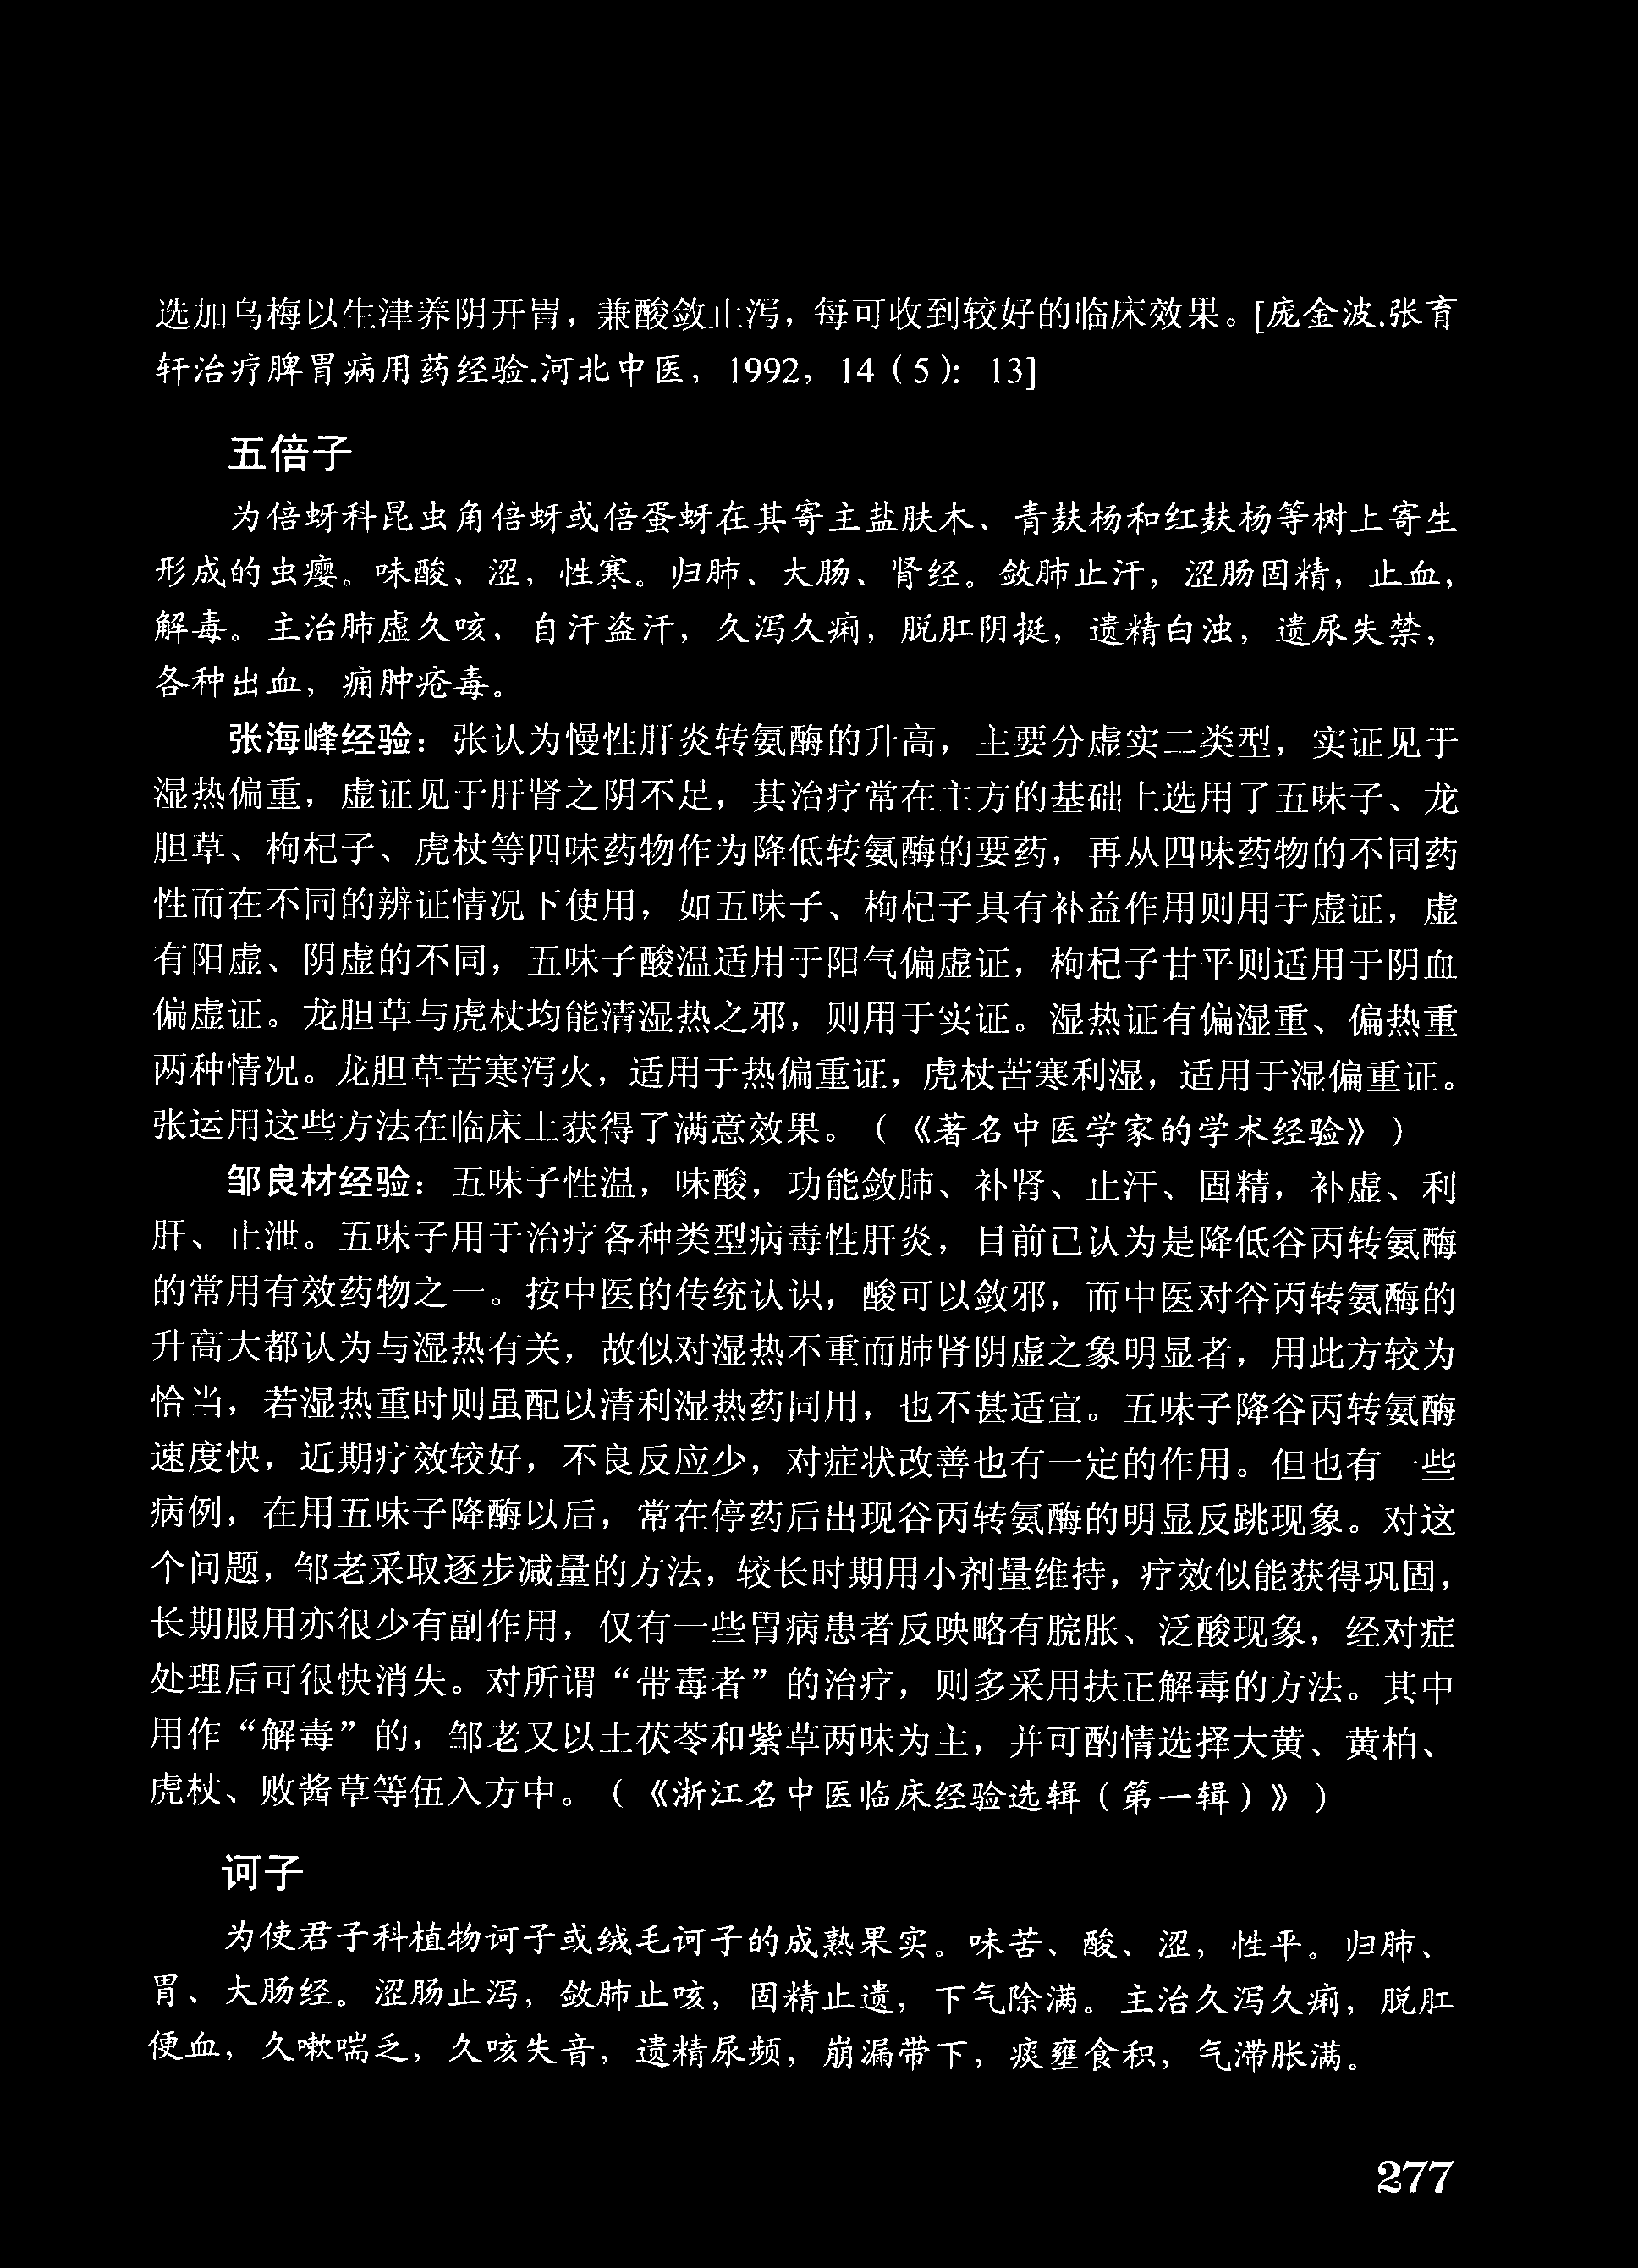 选加乌梅以生津养阴开胃，兼酸敛止泻，每可收到较好的临床效果。[庞金波.张育
轩治疗脾胃病用药经验.河北中医，1992，14（5）：13]
五倍子
为倍蚜科昆虫角倍蚜或倍蛋蚜在其寄主盐肤木、青麸杨和红麸杨等树上寄生
形成的虫瘿。味酸、涩，性寒。归肺、大肠、肾经。敛肺止汗，涩肠固精，止血，
解毒。主治肺虚久咳，自汗盗汗，久泻久痢，脱肛阴挺，遗精白浊，遗尿失禁，
各种出血，痈肿疮毒。
张海峰经验：张认为慢性肝炎转氨酶的升高，主要分虚实二类型，实证见于
湿热偏重，虚证见于肝肾之阴不足，其治疗常在主方的基础上选用了五味子、龙
胆草、枸杞子、虎杖等四味药物作为降低转氨酶的要药，再从四味药物的不同药
性而在不同的辨证情况下使用，如五味子、枸杞子具有补益作用则用于虚证，虚
有阳虚、阴虚的不同，五味子酸温适用于阳气偏虚证，枸杞子甘平则适用于阴血
偏虚证。龙胆草与虎杖均能清湿热之邪，则用于实证。湿热证有偏湿重、偏热重
两种情况。龙胆草苦寒泻火，适用于热偏重证，虎杖苦寒利湿，适用于湿偏重证。
张运用这些方法在临床上获得了满意效果。（《著名中医学家的学术经验》）
邹良材经验：五味子性温，味酸，功能敛肺、补肾、止汗、固精，补虚、利
肝、止泄。五味子用于治疗各种类型病毒性肝炎，目前已认为是降低谷丙转氨酶
的常用有效药物之一。按中医的传统认识，酸可以敛邪，而中医对谷丙转氨酶的
升高大都认为与湿热有关，故似对湿热不重而肺肾阴虚之象明显者，用此方较为
恰当，若湿热重时则虽配以清利湿热药同用，也不甚适宜。五味子降谷丙转氨酶
速度快，近期疗效较好，不良反应少，对症状改善也有一定的作用。但也有一些
病例，在用五味子降酶以后，常在停药后出现谷丙转氨酶的明显反跳现象。对这
个问题，邹老采取逐步减量的方法，较长时期用小剂量维持，疗效似能获得巩固，
长期服用亦很少有副作用，仅有一些胃病患者反映略有脘胀、泛酸现象，经对症
处理后可很快消失。对所谓“带毒者”的治疗，则多采用扶正解毒的方法。其中
用作“解毒”的，邹老又以土茯苓和紫草两味为主，并可酌情选择大黄、黄柏、
虎杖、败酱草等伍入方中。（《浙江名中医临床经验选辑（第一辑）》）
诃子
为使君子科植物诃子或绒毛诃子的成熟果实。味苦、酸、涩，性平。归肺、
胃、大肠经。涩肠止泻，敛肺止咳，固精止遗，下气除满。主治久泻久痢，脱肛
便血，久嗽喘乏，久咳失音，遗精尿频，崩漏带下，痰壅食积，气滞胀满。
277